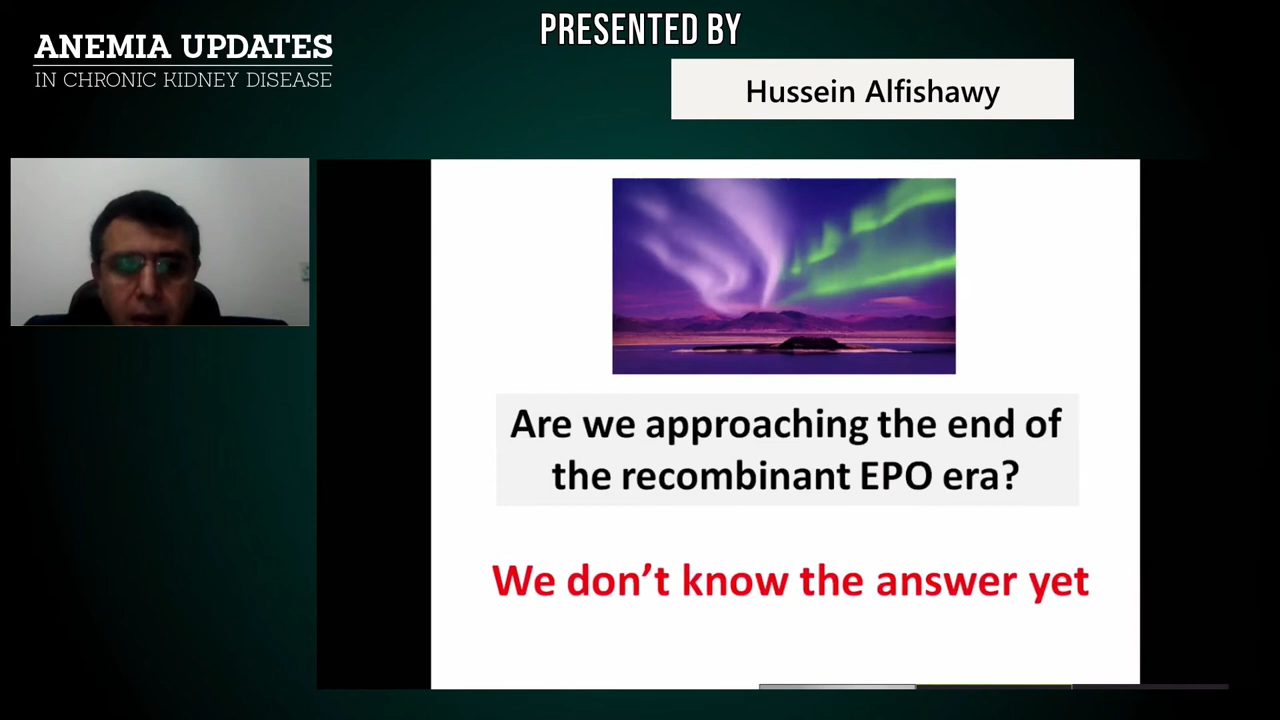 PRESENTED BY
ANEMIA UPDATES
IN CHRONIC KIDNEY DISEASE
Hussein Alfishawy
Are we approaching the end of
the recombinant EPO era?
We don't know the answer yet